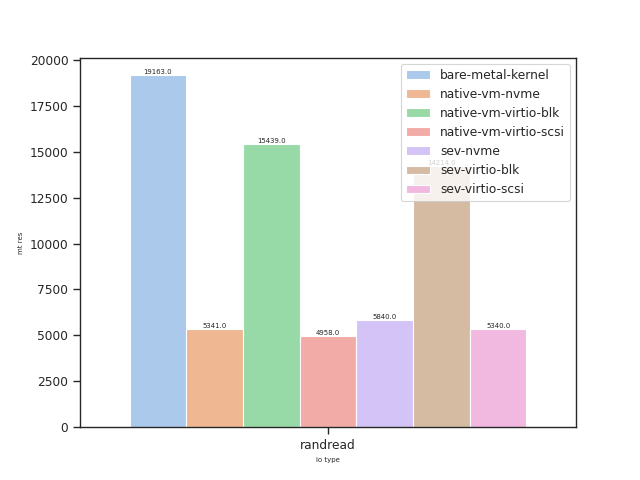 20000
17500
15000
12500
10000
7500
5000
2500
0
mt res
19163.0
5341.0
15439.0
4958.0
5840.0
5340.0
bare-metal-kernel
native-vm-nvme
native-vm-virtio-blk
native-vm-virtio-scsi
sev-nvme
sev-virtio-blk
sev-virtio-scsi
randread
io type